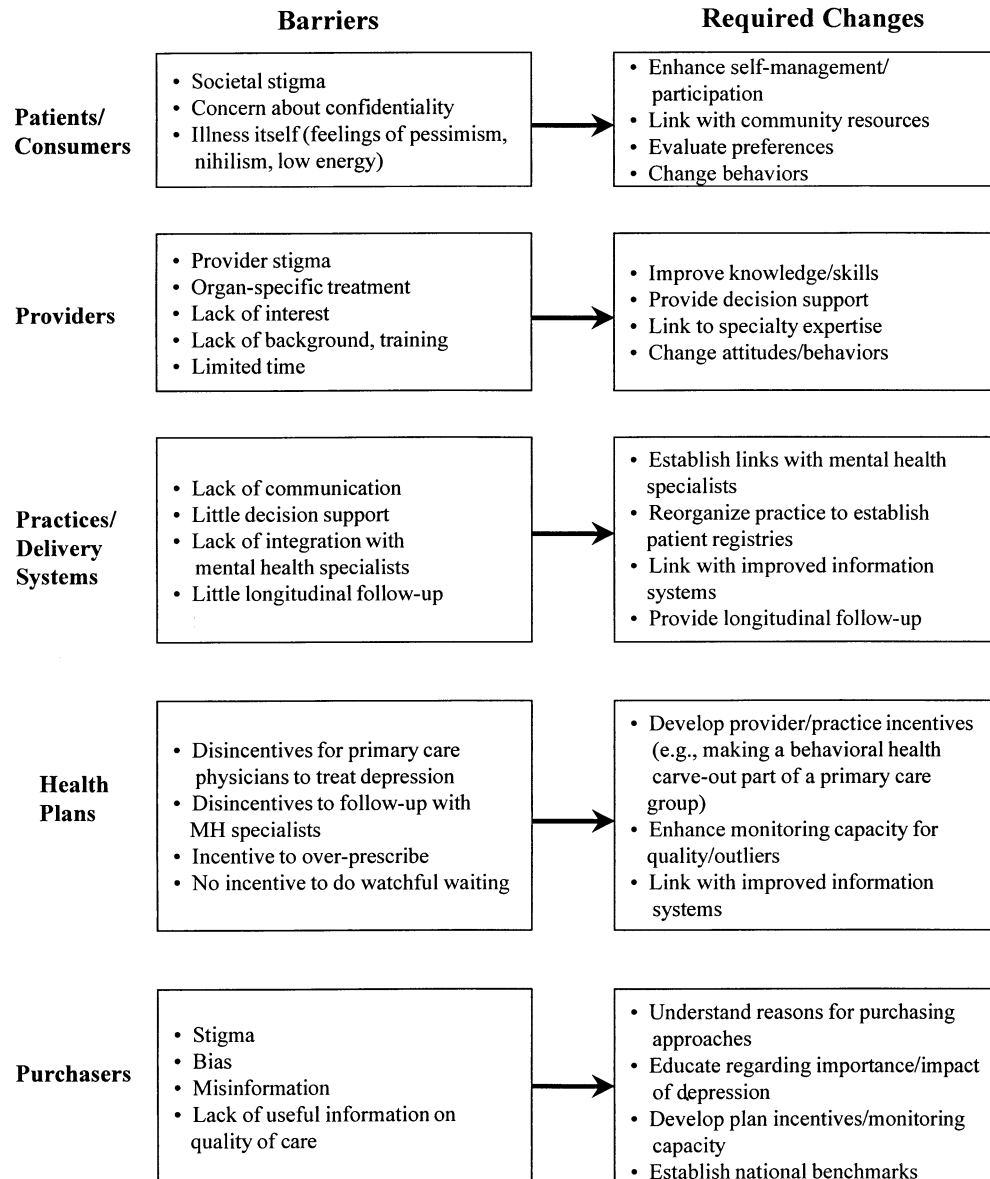 Barriers
Required Changes
Patients/
Consumers
• Societal stigma
• Concern about confidentiality
• Illness itself (feelings of pessimism,
nihilism, low energy)
• Enhance self-management/
participation
• Link with community resources
• Evaluate preferences
• Change behaviors
Providers
• Provider stigma
• Organ-specific treatment
• Lack of interest
• Lack of background, training
• Limited time
• Improve knowledge/skills
• Provide decision support
• Link to specialty expertise
• Change attitudes/behaviors
Practices/
Delivery
Systems
• Lack of communication
• Little decision support
• Lack of integration with
mental health specialists
• Little longitudinal follow-up
• Establish links with mental health
specialists
• Reorganize practice to establish
patient registries
• Link with improved information
systems
• Provide longitudinal follow-up
Health
Plans
• Disincentives for primary care
physicians to treat depression
• Disincentives to follow-up with
MH specialists
• Incentive to over-prescribe
• No incentive to do watchful waiting
• Develop provider/practice incentives
(e.g., making a behavioral health
carve-out part of a primary care
group)
• Enhance monitoring capacity for
quality/outliers
• Link with improved information
systems
Purchasers
• Stigma
• Bias
• Misinformation
• Lack of useful information on
quality of care
• Understand reasons for purchasing
approaches
• Educate regarding importance/impact
of depression
• Develop plan incentives/monitoring
capacity
• Establish national benchmarks